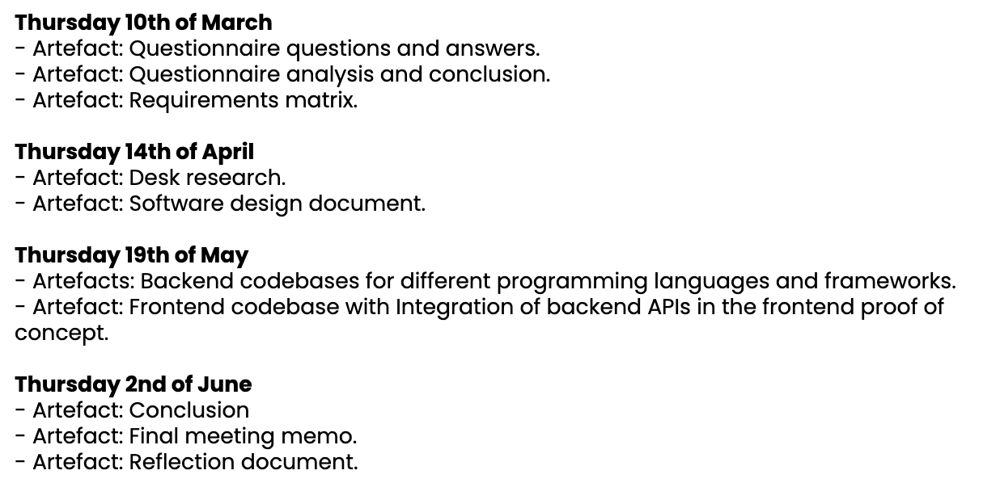 Thursday 10th of March
- Artefact: Questionnaire questions and answers.
- Artefact: Questionnaire analysis and conclusion.
- Artefact: Requirements matrix.
Thursday 14th of April
- Artefact: Desk research.
- Artefact: Software design document.
Thursday 19th of May
- Artefacts: Backend codebases for different programming languages and frameworks.
- Artefact: Frontend codebase with Integration of backend APIs in the frontend proof of
concept.
Thursday 2nd of June
- Artefact: Conclusion
- Artefact: Final meeting memo.
- Artefact: Reflection document.